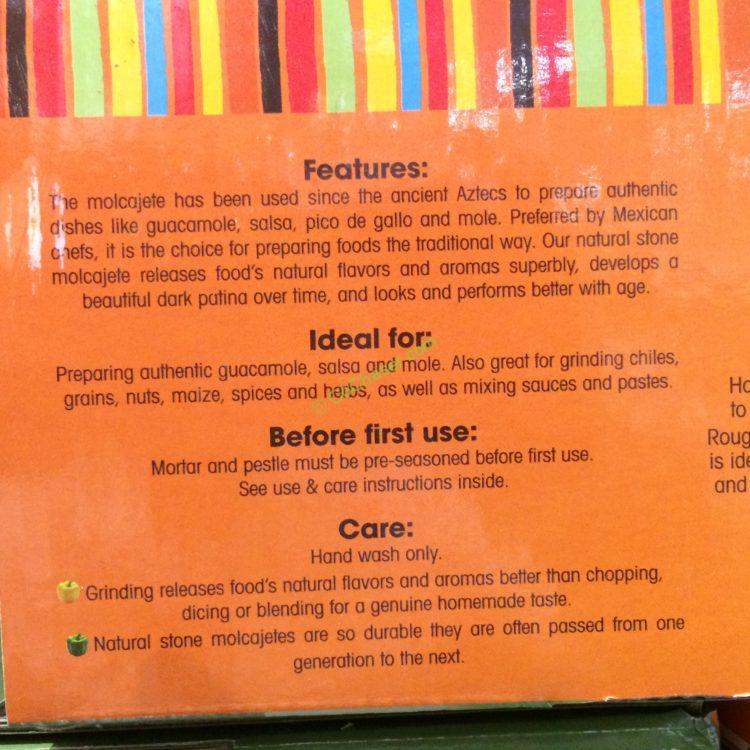 Features:
The molcajete has been used since the ancient Aztecs to prepare authentic
dishes like guacamole, salsa, pico de gallo and mole. Preferred by Mexican
chefs, it is the choice for preparing foods the traditional way. Our natural stone
molcajete releases food's natural flavors and aromas superbly, develops a
beautiful dark patina over time, and looks and performs better with age.
Ideal for:
Preparing authentic guacamole, salsa and mole. Also great for grinding chiles,
grains, nuts, maize, spices and herbs, as well as mixing sauces and pastes.
Before first use:
Mortar and pestle must be pre-seasoned before first use.
See use & care instructions inside.
Care:
Hand wash only.
Grinding releases food's natural flavors and aromas better than chopping,
dicing or blending for a genuine homemade taste.
Natural stone molcajetes are so durable they are often passed from one
generation to the next.
to
is
and